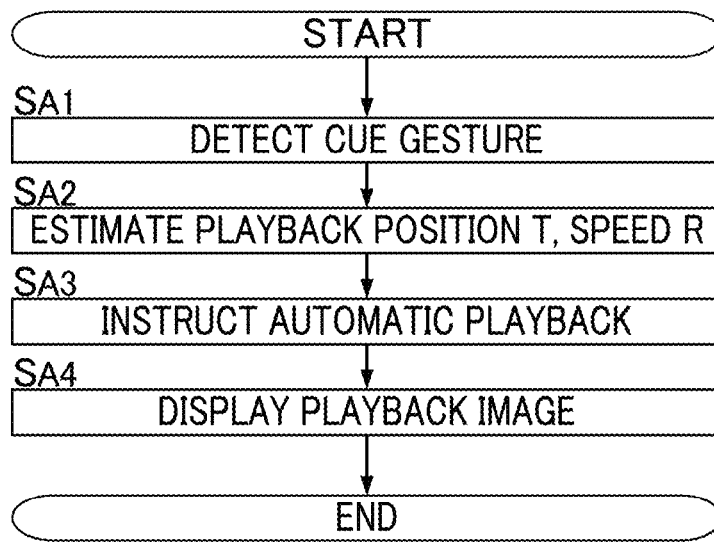 START
SA1
DETECT CUE GESTURE
SA2
ESTIMATE PLAYBACK POSITION T, SPEED R
SA3
INSTRUCT AUTOMATIC PLAYBACK
SA4
DISPLAY PLAYBACK IMAGE
END